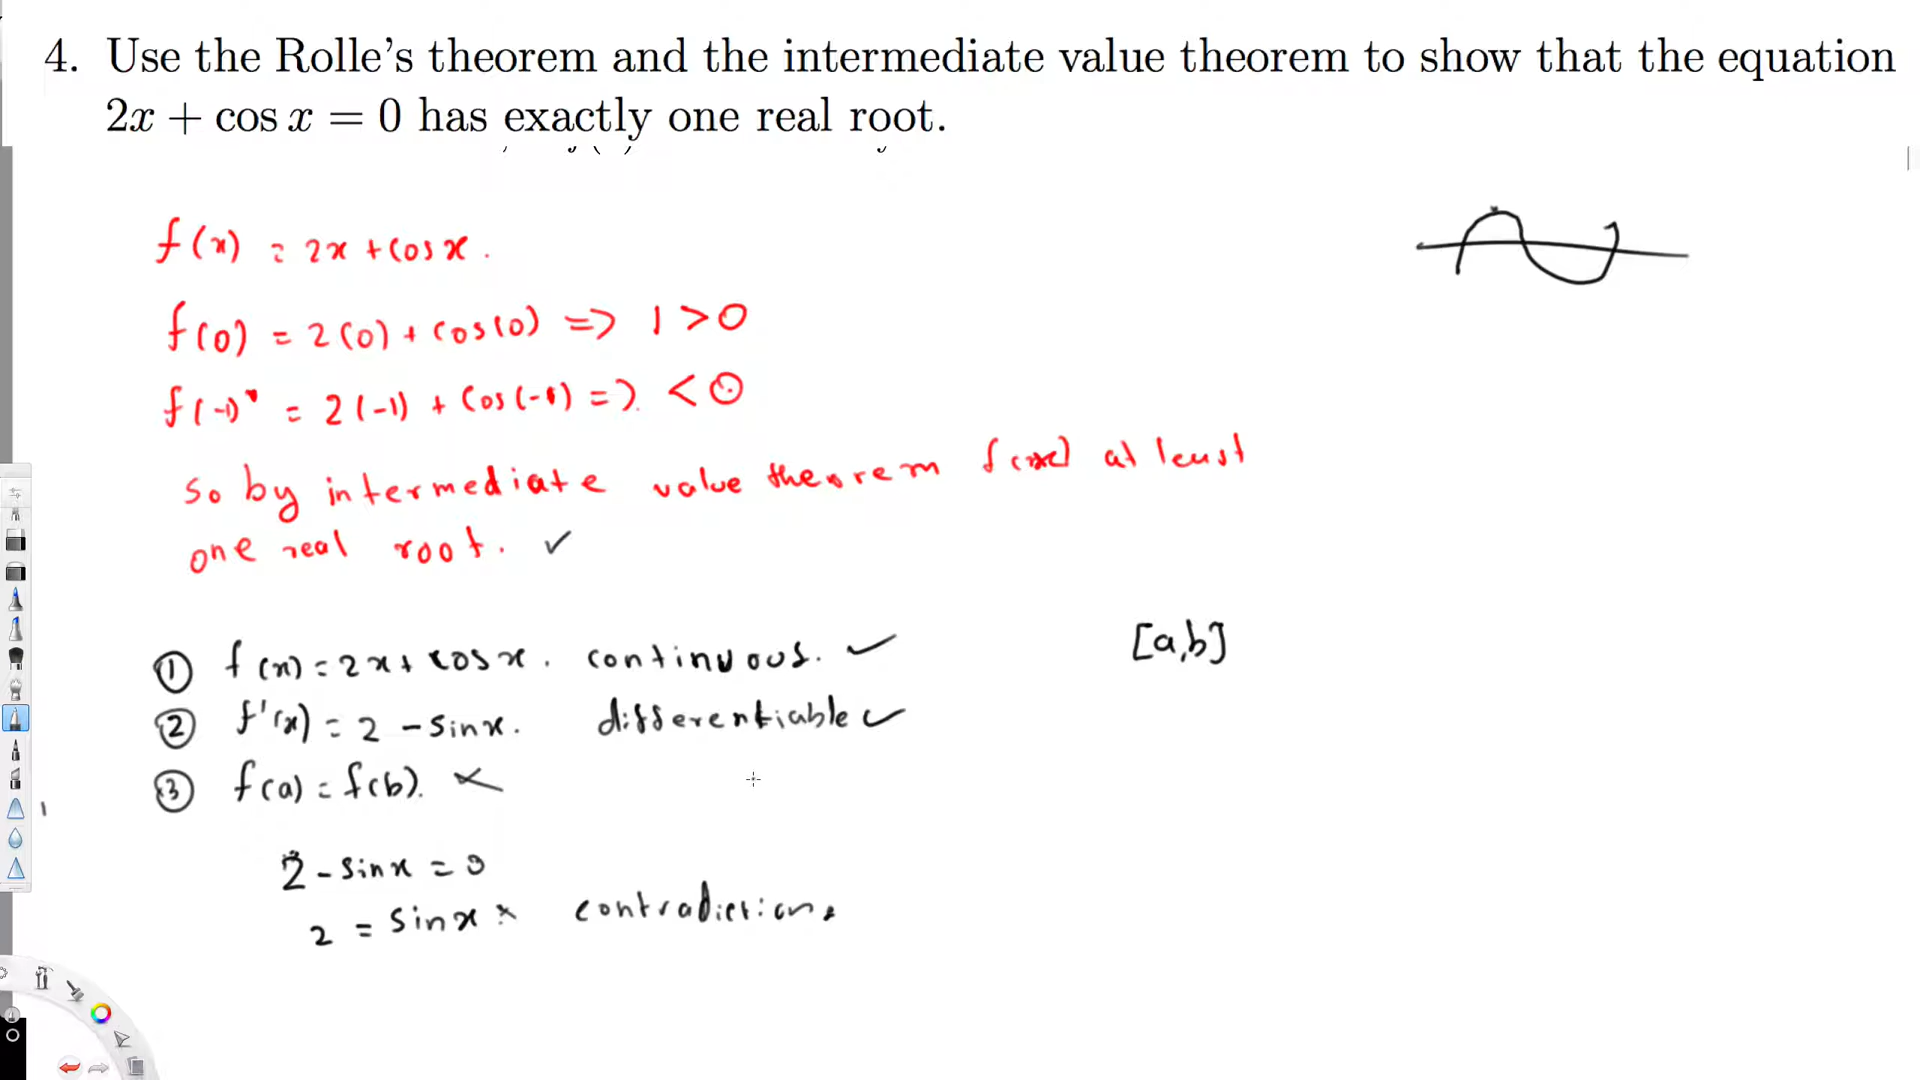 4. Use the Rolle's theorem and the intermediate value theorem to show that the equation
2x + cos x = 0 has exactly one real root.
f(x) = 2x + cos x.
f(0) = 2(0) + cos(0) => 1 > 0
f(-1) = 2(-1) + cos(-1) => < 0
So by intermediate value theorem f(x) at least
one real root. ✓
① f(x) = 2x + cos x. continuous. ✓
[a,b]
② f'(x) = 2 - sin x. differentiable ✓
③ f(a) = f(b).
2 - sin x = 0
2 = sin x × contradiction.